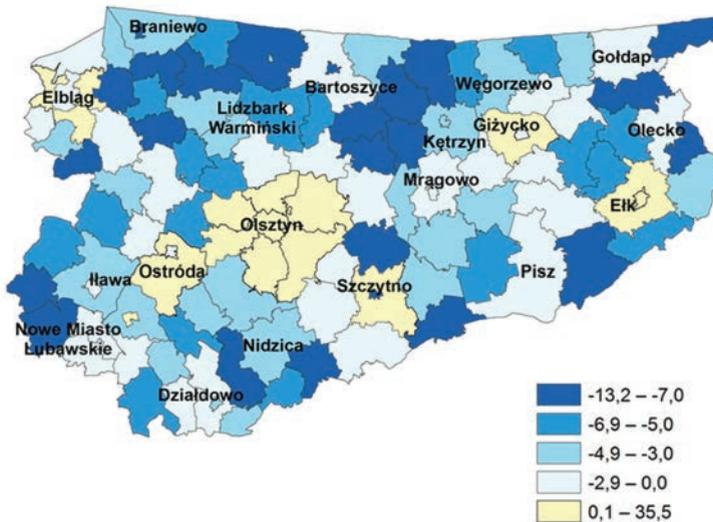 Braniewo
Gołdap
Elbląg
Bartoszyce
Węgorzewo
Lidzbark
Warmiński
Giżycko
Olecko
Kętrzyn
Mrągowo
Ełk
Olsztyn
Ostróda
Iława
Szczytno
Pisz
Nowe Miasto
Lubawskie
Nidzica
Działdowo
-13,2 – -7,0
-6,9 – -5,0
-4,9 – -3,0
-2,9 – 0,0
0,1 – 35,5